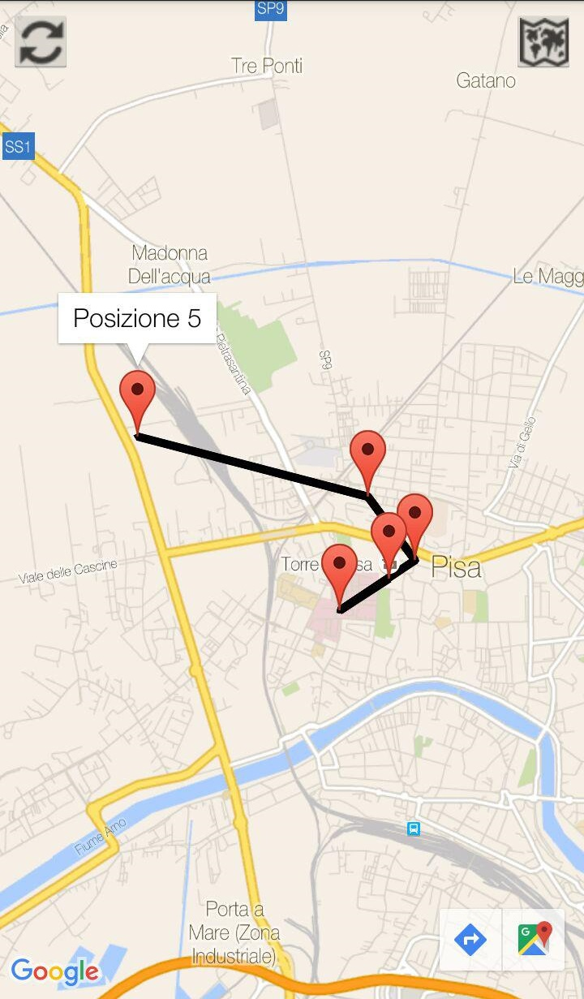 SP9
Tre Ponti
Gatano
SS1
Madonna
Dell'acqua
Le Magg
Posizione 5
Pietrasantina
SP9
Via di Gello
Torre
sa
Pisa
Viale delle Cascine
Fiume Arno
Porta a
Mare (Zona
Industriale)
G
Google